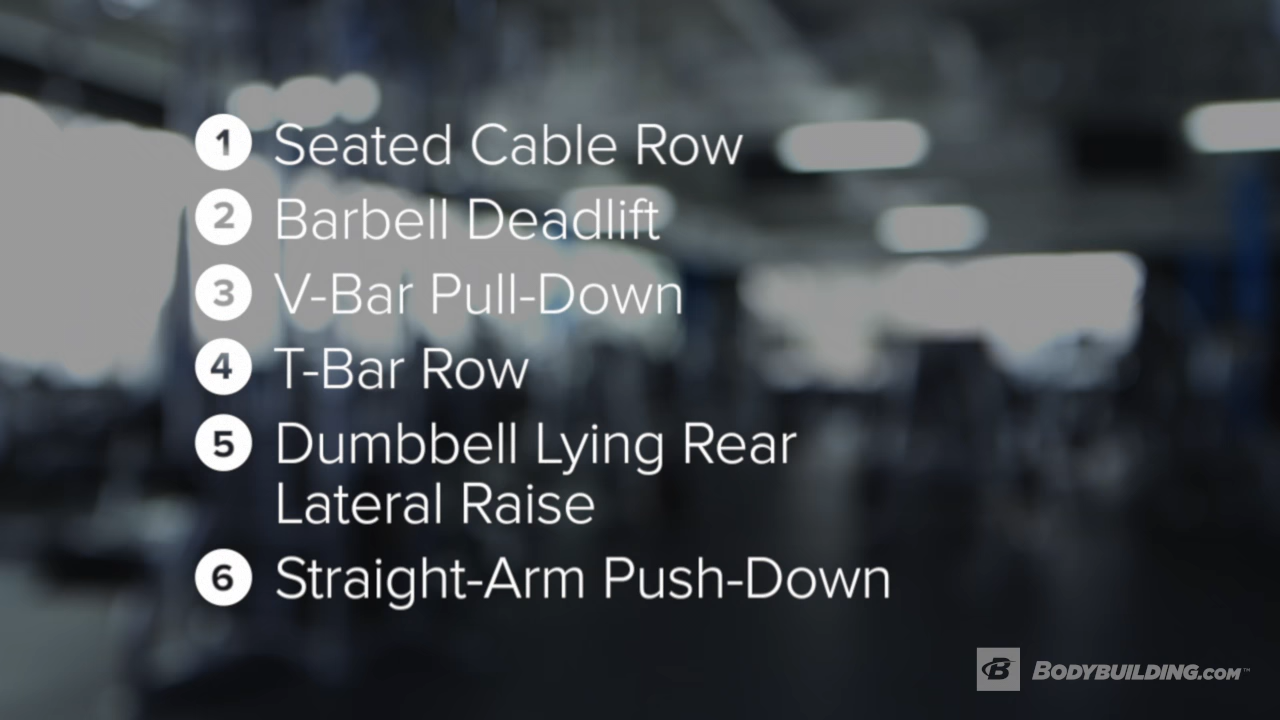 1 Seated Cable Row
2 Barbell Deadlift
3 V-Bar Pull-Down
4 T-Bar Row
5 Dumbbell Lying Rear
Lateral Raise
6 Straight-Arm Push-Down
B BODYBUILDING.COM™